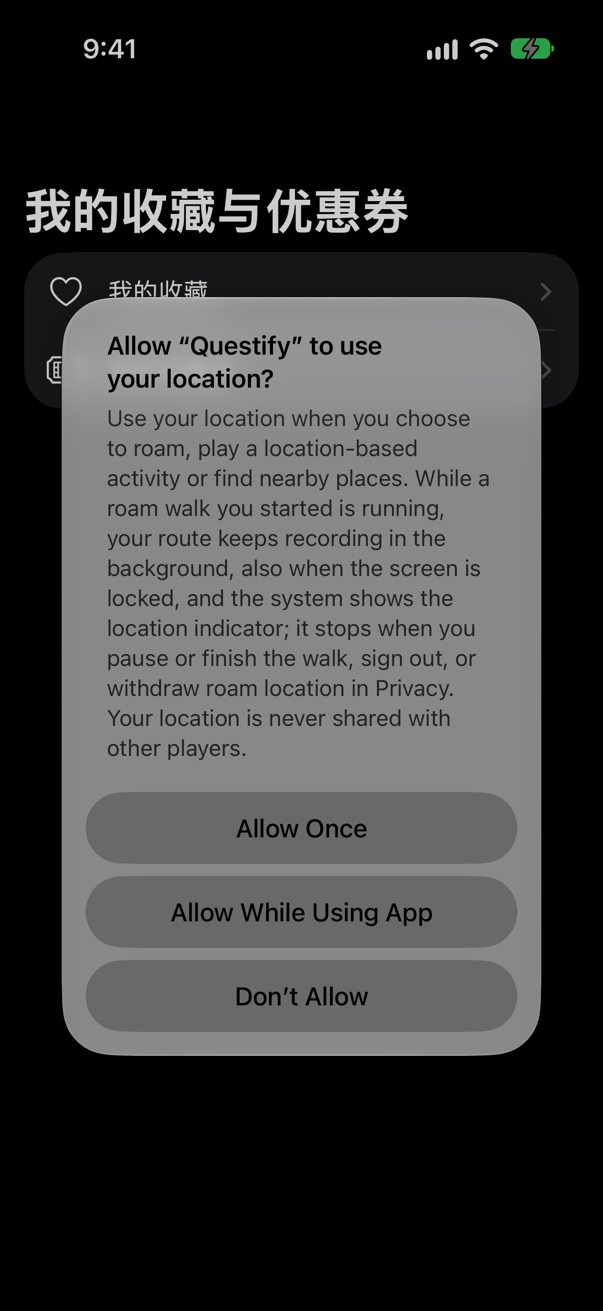 9:41
我的收藏与优惠券
我的收藏
Allow “Questify” to use
your location?
Use your location when you choose
to roam, play a location-based
activity or find nearby places. While a
roam walk you started is running,
your route keeps recording in the
background, also when the screen is
locked, and the system shows the
location indicator; it stops when you
pause or finish the walk, sign out, or
withdraw roam location in Privacy.
Your location is never shared with
other players.
Allow Once
Allow While Using App
Don’t Allow